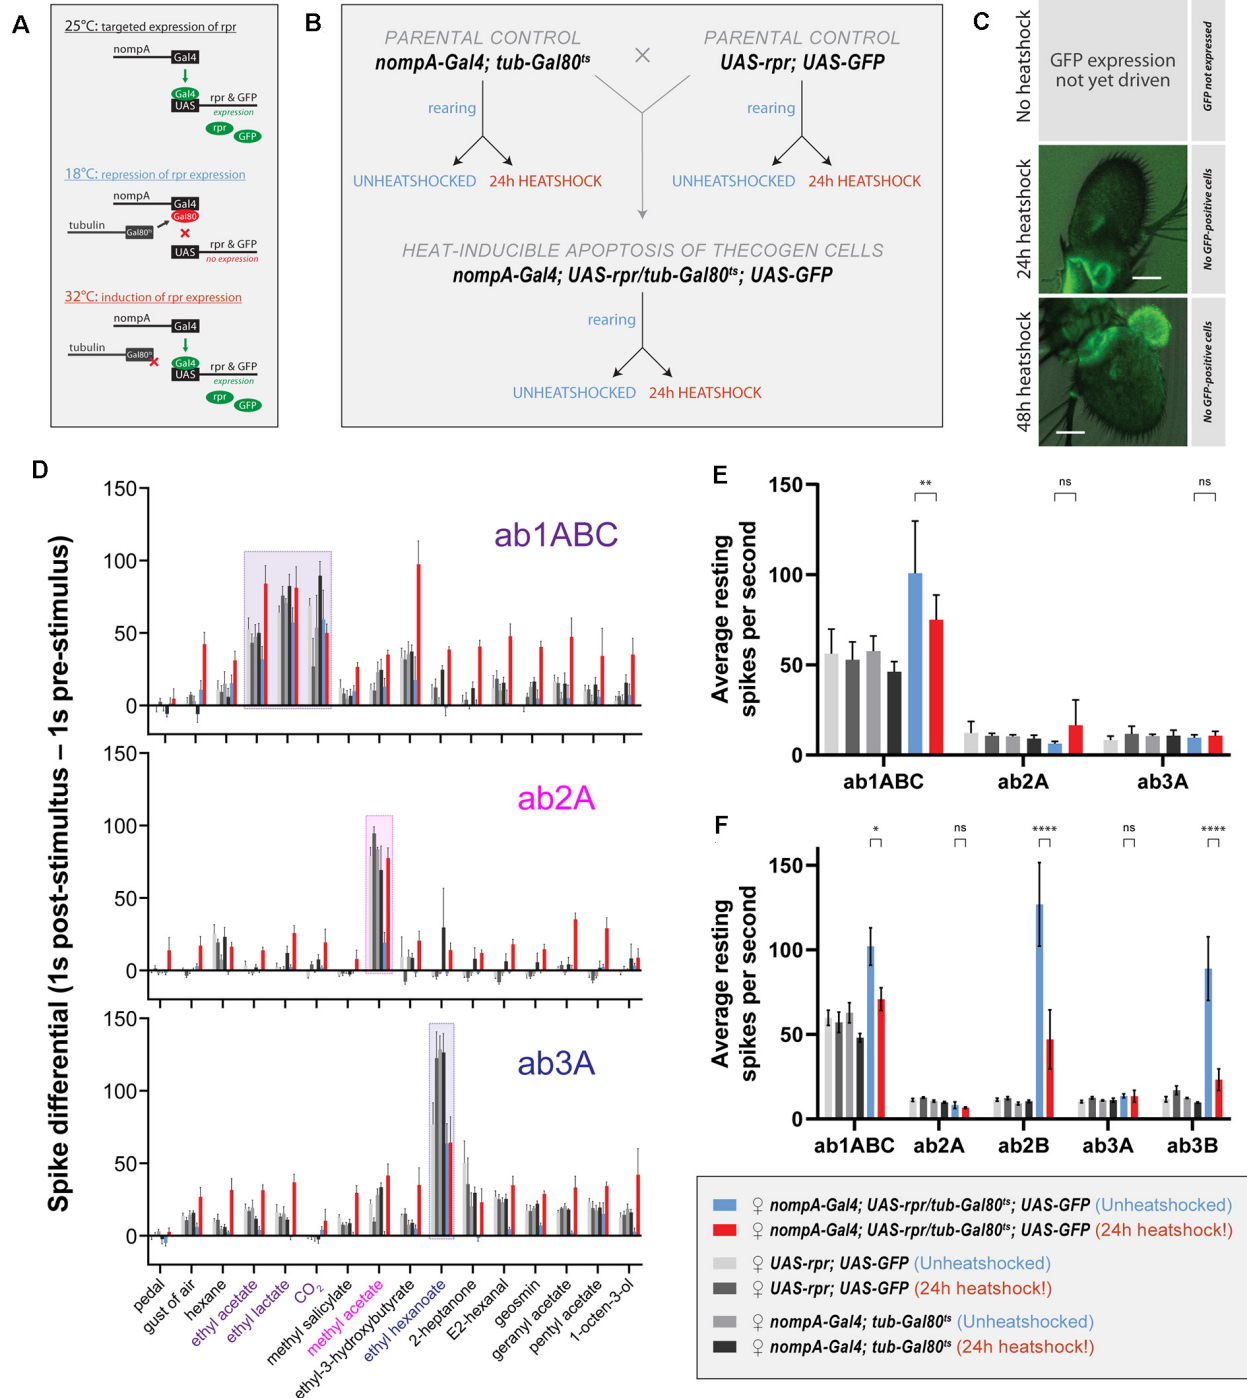 A
25°C: targeted expression of rpr
nompA
Gal4
Gal4
UAS
rpr & GFP
expression
rpr
GFP
18°C: repression of rpr expression
nompA
Gal4
Gal80
tubulin
Gal80ts
UAS
rpr & GFP
no expression
32°C: induction of rpr expression
nompA
Gal4
tubulin
Gal80ts
Gal4
UAS
rpr & GFP
expression
rpr
GFP
B
PARENTAL CONTROL
nompA-Gal4; tub-Gal80ts
×
PARENTAL CONTROL
UAS-rpr; UAS-GFP
rearing
rearing
UNHEATSHOCKED 24h HEATSHOCK
UNHEATSHOCKED 24h HEATSHOCK
HEAT-INDUCIBLE APOPTOSIS OF THECOGEN CELLS
nompA-Gal4; UAS-rpr/tub-Gal80ts; UAS-GFP
rearing
UNHEATSHOCKED 24h HEATSHOCK
C
No heatshock
GFP expression
not yet driven
GFP not expressed
24h heatshock
No GFP-positive cells
48h heatshock
No GFP-positive cells
D
Spike differential (1s post-stimultus – 1s pre-stimulus)
150
100
50
0
ab1ABC
150
100
50
0
ab2A
150
100
50
0
ab3A
pedal
gust of air
hexane
ethyl acetate
ethyl lactate
CO2
methyl salicylate
methyl acetate
ethyl-3-hydroxybutyrate
ethyl hexanoate
2-heptanone
E2-hexanal
geosmin
geranyl acetate
pentyl acetate
1-octen-3-ol
E
Average resting
spikes per second
150
100
50
0
**
ns
ns
ab1ABC
ab2A
ab3A
F
Average resting
spikes per second
150
100
50
0
*
ns
****
ns
****
ab1ABC
ab2A
ab2B
ab3A
ab3B
♀ nompA-Gal4; UAS-rpr/tub-Gal80ts; UAS-GFP (Unheatshocked)
♀ nompA-Gal4; UAS-rpr/tub-Gal80ts; UAS-GFP (24h heatshock!)
♀ UAS-rpr; UAS-GFP (Unheatshocked)
♀ UAS-rpr; UAS-GFP (24h heatshock!)
♀ nompA-Gal4; tub-Gal80ts (Unheatshocked)
♀ nompA-Gal4; tub-Gal80ts (24h heatshock!)